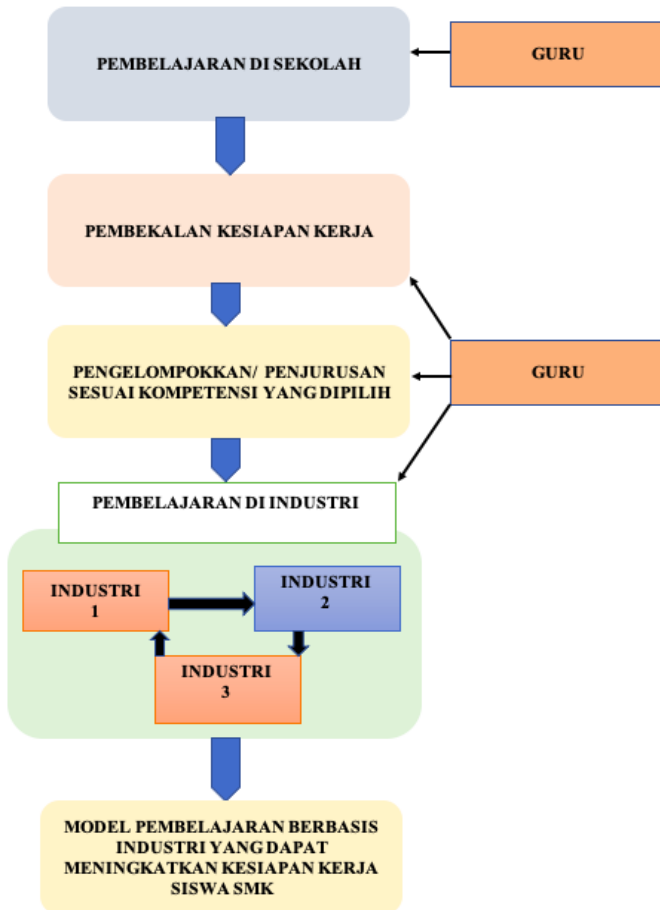 PEMBELAJARAN DI SEKOLAH
GURU
PEMBEKALAN KESIAPAN KERJA
PENGELOMPOKKAN/ PENJURUSAN
SESUAI KOMPETENSI YANG DIPILIH
GURU
PEMBELAJARAN DI INDUSTRI
INDUSTRI
1
INDUSTRI
2
INDUSTRI
3
MODEL PEMBELAJARAN BERBASIS
INDUSTRI YANG DAPAT
MENINGKATKAN KESIAPAN KERJA
SISWA SMK